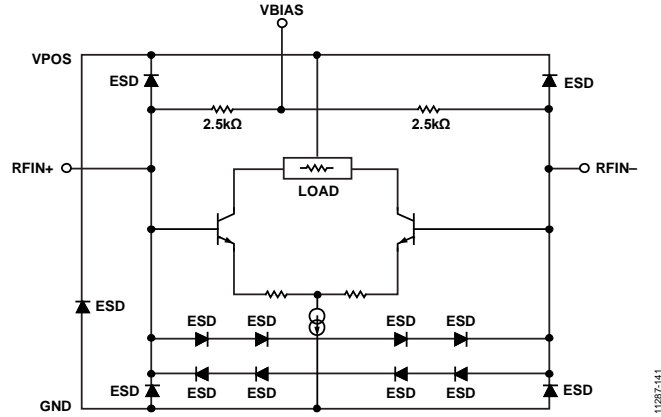 VBIAS
VPOS
ESD
ESD
2.5kΩ
2.5kΩ
RFIN+
RFIN–
LOAD
ESD
ESD
ESD
ESD
ESD
ESD
ESD
ESD
ESD
ESD
ESD
GND
11287-141